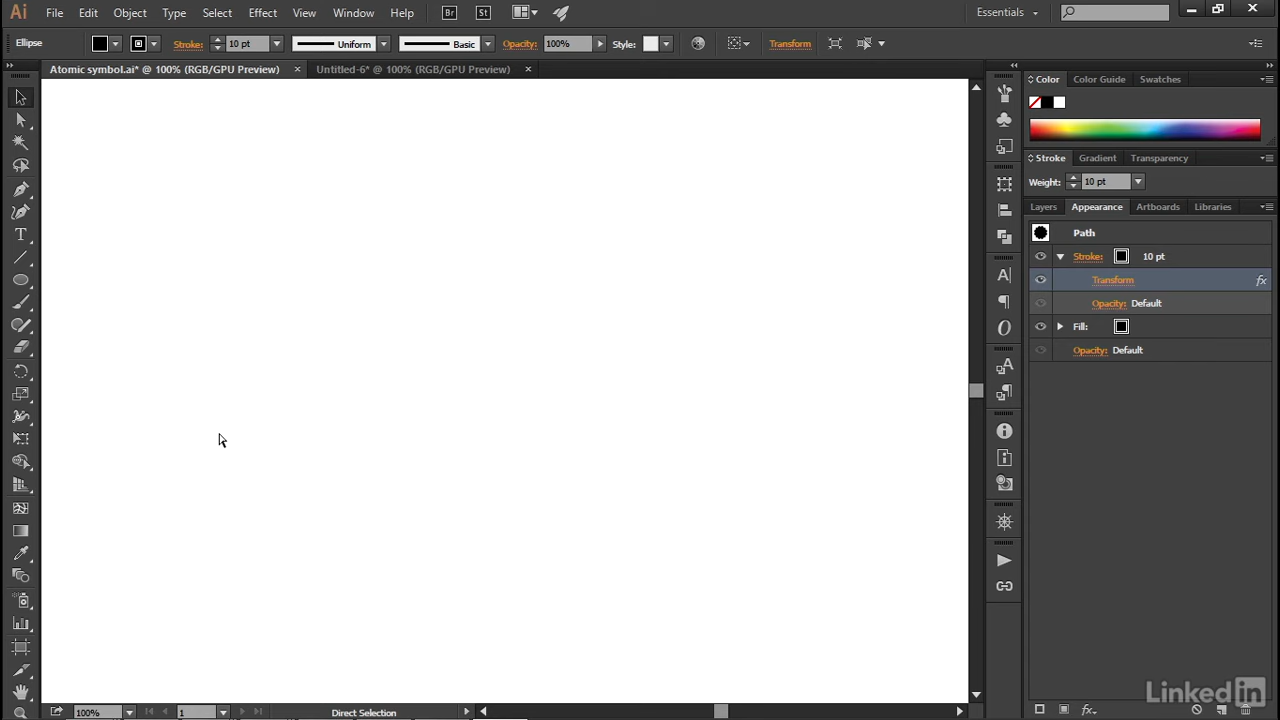 Ai File Edit Object Type Select Effect View Window Help Br St Essentials
Ellipse Stroke: 10 pt Uniform Basic Opacity: 100% Style: Transform
Atomic symbol.ai* @ 100% (RGB/GPU Preview) × Untitled-6* @ 100% (RGB/GPU Preview) ×
Color Color Guide Swatches
Stroke Gradient Transparency
Weight: 10 pt
Layers Appearance Artboards Libraries
Path
Stroke: 10 pt
Transform fx
Opacity: Default
Fill:
Opacity: Default
LinkedIn
100% 1 Direct Selection fx